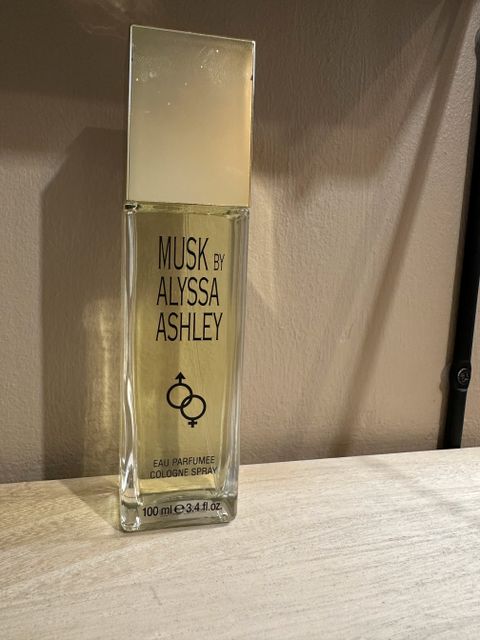 MUSK BY
ALYSSA
ASHLEY
EAU PARFUMEE
COLOGNE SPRAY
100 ml ℮ 3.4 fl.oz.